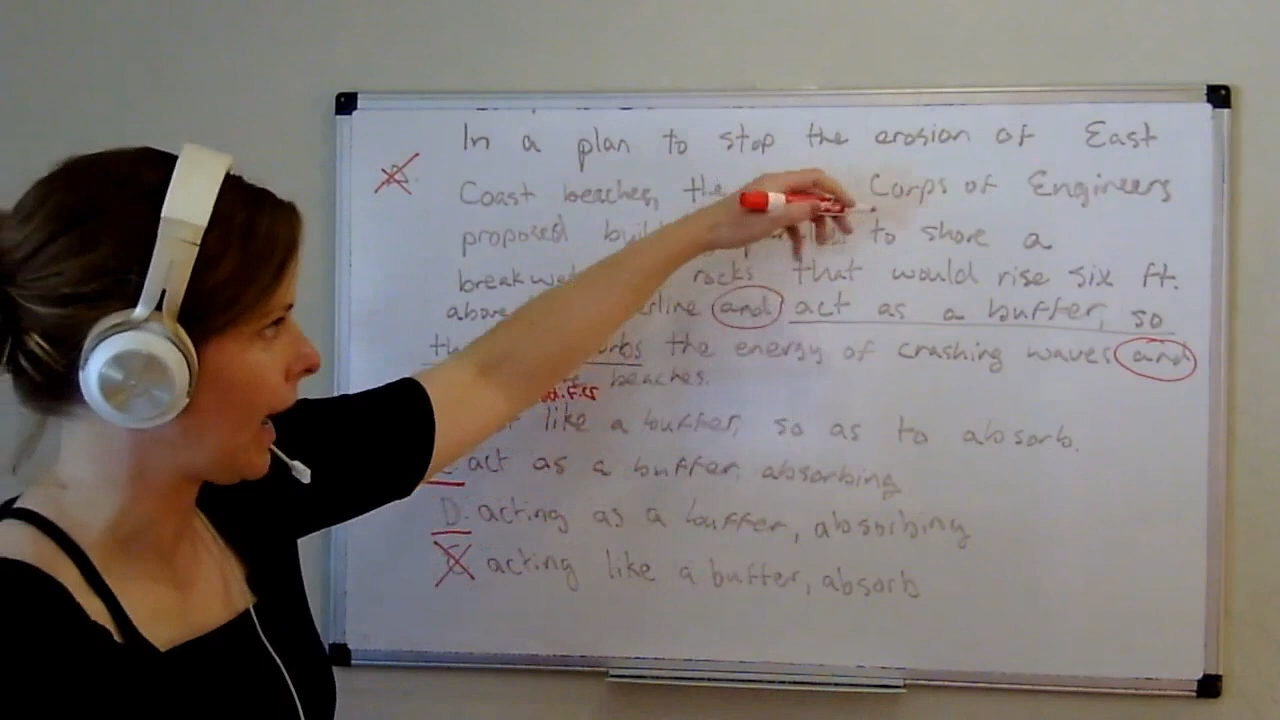 In a plan to stop the erosion of East
Coast beaches, the Corps of Engineers
proposed to shore a
rocks that would rise six ft.
above and act as a buffer, so
the energy of crashing waves and
beaches.
like a buffer, so as to absorb.
act as a buffer, absorbing
D. acting as a buffer, absorbing
acting like a buffer, absorb